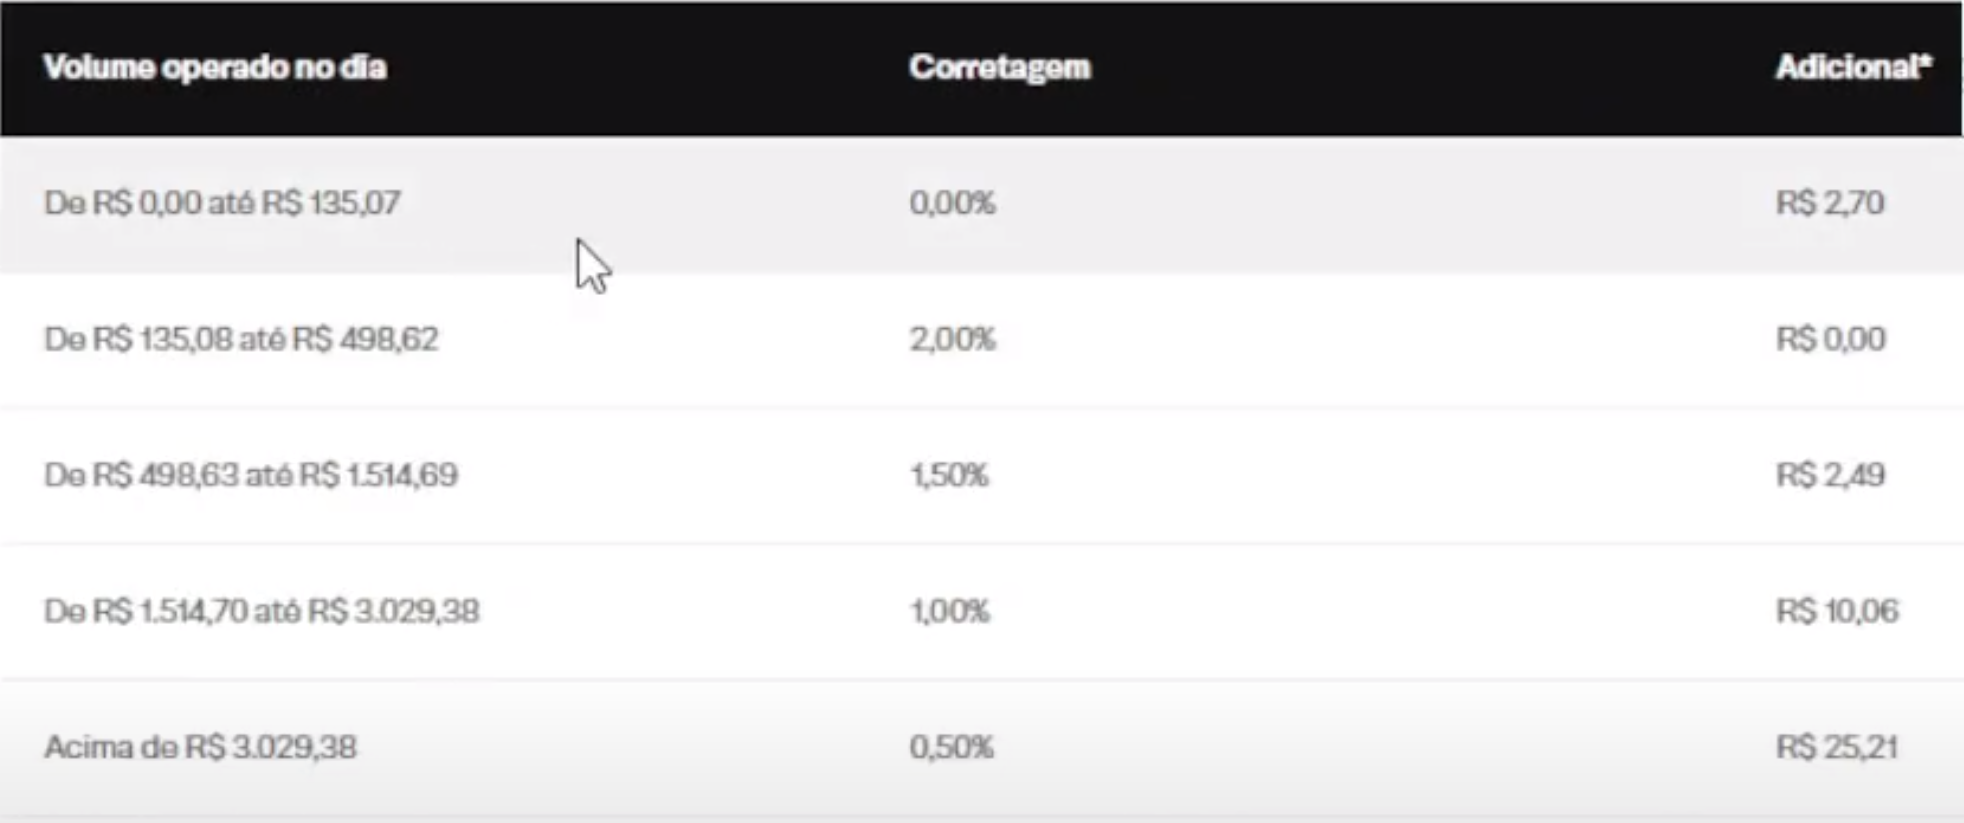 Volume operado no dia Corretagem Adicional*
De R$ 0,00 até R$ 135,07 0,00% R$ 2,70
De R$ 135,08 até R$ 498,62 2,00% R$ 0,00
De R$ 498,63 até R$ 1.514,69 1,50% R$ 2,49
De R$ 1.514,70 até R$ 3.029,38 1,00% R$ 10,06
Acima de R$ 3.029,38 0,50% R$ 25,21